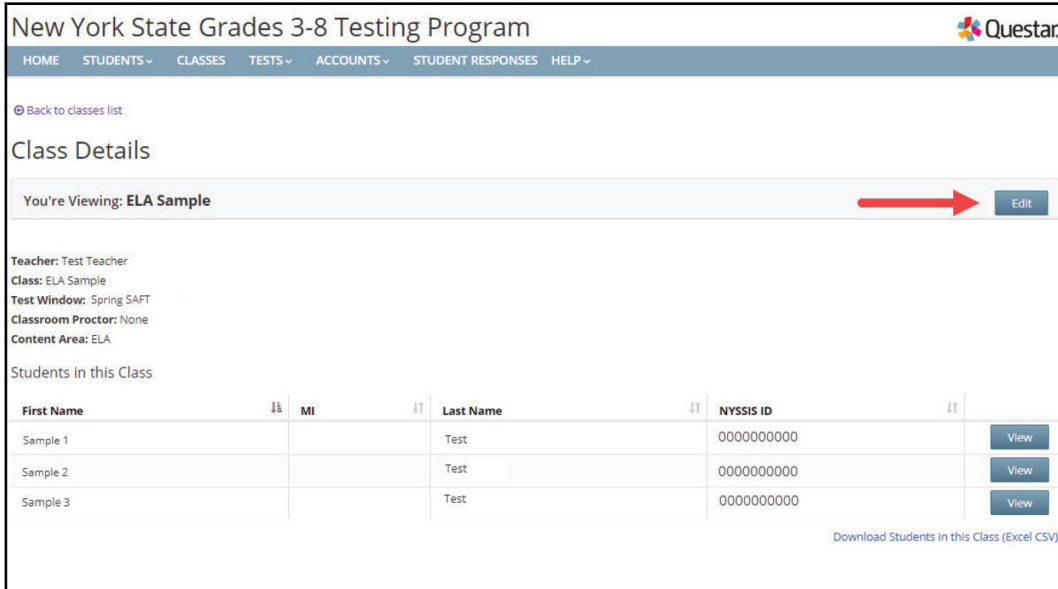 New York State Grades 3-8 Testing Program
Questar
HOME STUDENTS CLASSES TESTS ACCOUNTS STUDENT RESPONSES HELP
Back to classes list
Class Details
You're Viewing: ELA Sample
Edit
Teacher: Test Teacher
Class: ELA Sample
Test Window: Spring SAFT
Classroom Proctor: None
Content Area: ELA
Students in this Class
First Name MI Last Name NYSSIS ID
Sample 1 Test 0000000000 View
Sample 2 Test 0000000000 View
Sample 3 Test 0000000000 View
Download Students in this Class (Excel CSV)